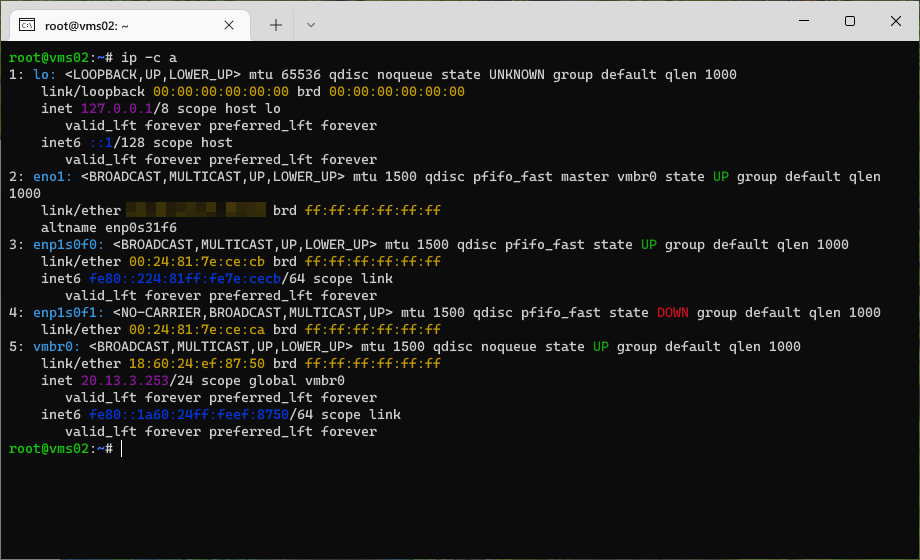 root@vms02: ~
root@vms02:~# ip -c a
1: lo: <LOOPBACK,UP,LOWER_UP> mtu 65536 qdisc noqueue state UNKNOWN group default qlen 1000
    link/loopback 00:00:00:00:00:00 brd 00:00:00:00:00:00
    inet 127.0.0.1/8 scope host lo
       valid_lft forever preferred_lft forever
    inet6 ::1/128 scope host
       valid_lft forever preferred_lft forever
2: eno1: <BROADCAST,MULTICAST,UP,LOWER_UP> mtu 1500 qdisc pfifo_fast master vmbr0 state UP group default qlen
1000
    link/ether brd ff:ff:ff:ff:ff:ff
    altname enp0s31f6
3: enp1s0f0: <BROADCAST,MULTICAST,UP,LOWER_UP> mtu 1500 qdisc pfifo_fast state UP group default qlen 1000
    link/ether 00:24:81:7e:ce:cb brd ff:ff:ff:ff:ff:ff
    inet6 fe80::224:81ff:fe7e:cecb/64 scope link
       valid_lft forever preferred_lft forever
4: enp1s0f1: <NO-CARRIER,BROADCAST,MULTICAST,UP> mtu 1500 qdisc pfifo_fast state DOWN group default qlen 1000
    link/ether 00:24:81:7e:ce:ca brd ff:ff:ff:ff:ff:ff
5: vmbr0: <BROADCAST,MULTICAST,UP,LOWER_UP> mtu 1500 qdisc noqueue state UP group default qlen 1000
    link/ether 18:60:24:ef:87:50 brd ff:ff:ff:ff:ff:ff
    inet 20.13.3.253/24 scope global vmbr0
       valid_lft forever preferred_lft forever
    inet6 fe80::1a60:24ff:feef:8750/64 scope link
       valid_lft forever preferred_lft forever
root@vms02:~#